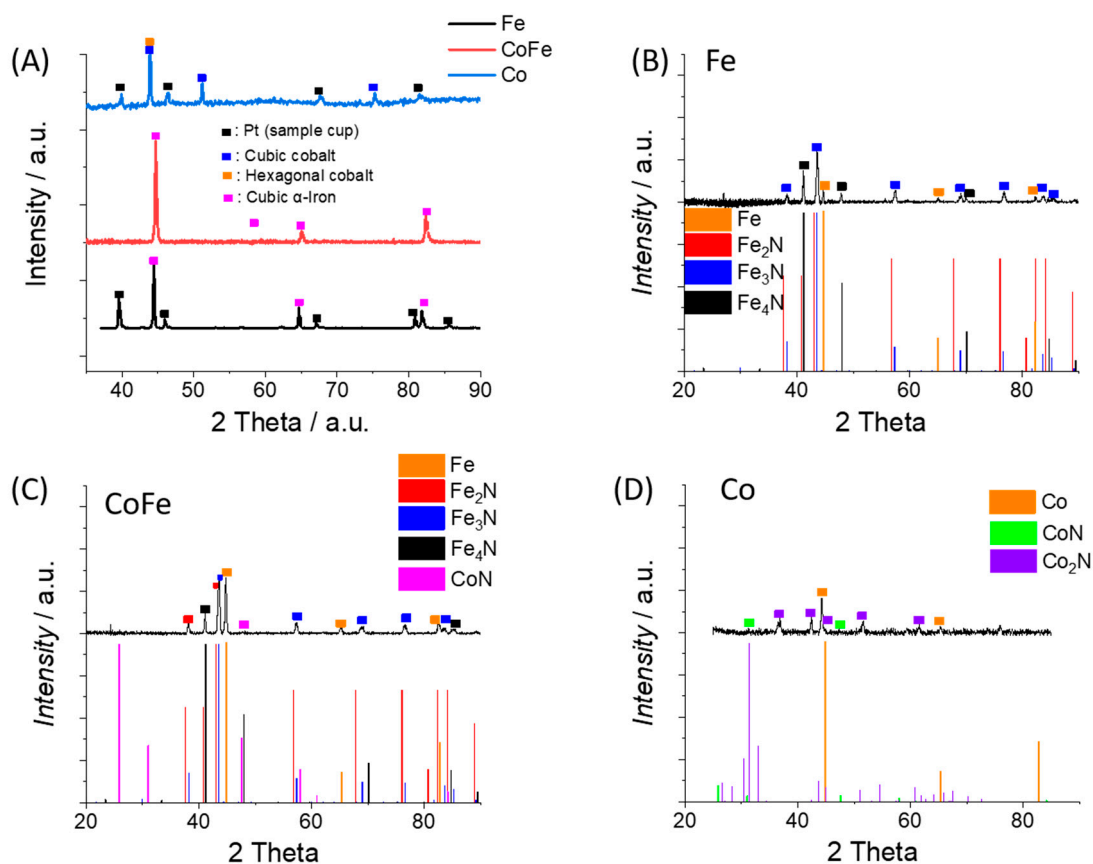 (A)
Fe
CoFe
Co
: Pt (sample cup)
: Cubic cobalt
: Hexagonal cobalt
: Cubic α-Iron
Intensity / a.u.
40 50 60 70 80 90
2 Theta / a.u.
(B) Fe
Fe
Fe₂N
Fe₃N
Fe₄N
Intensity / a.u.
20 40 60 80
2 Theta
(C) CoFe
Fe
Fe₂N
Fe₃N
Fe₄N
CoN
Intensity / a.u.
20 40 60 80
2 Theta
(D) Co
Co
CoN
Co₂N
Intensity / a.u.
20 40 60 80
2 Theta